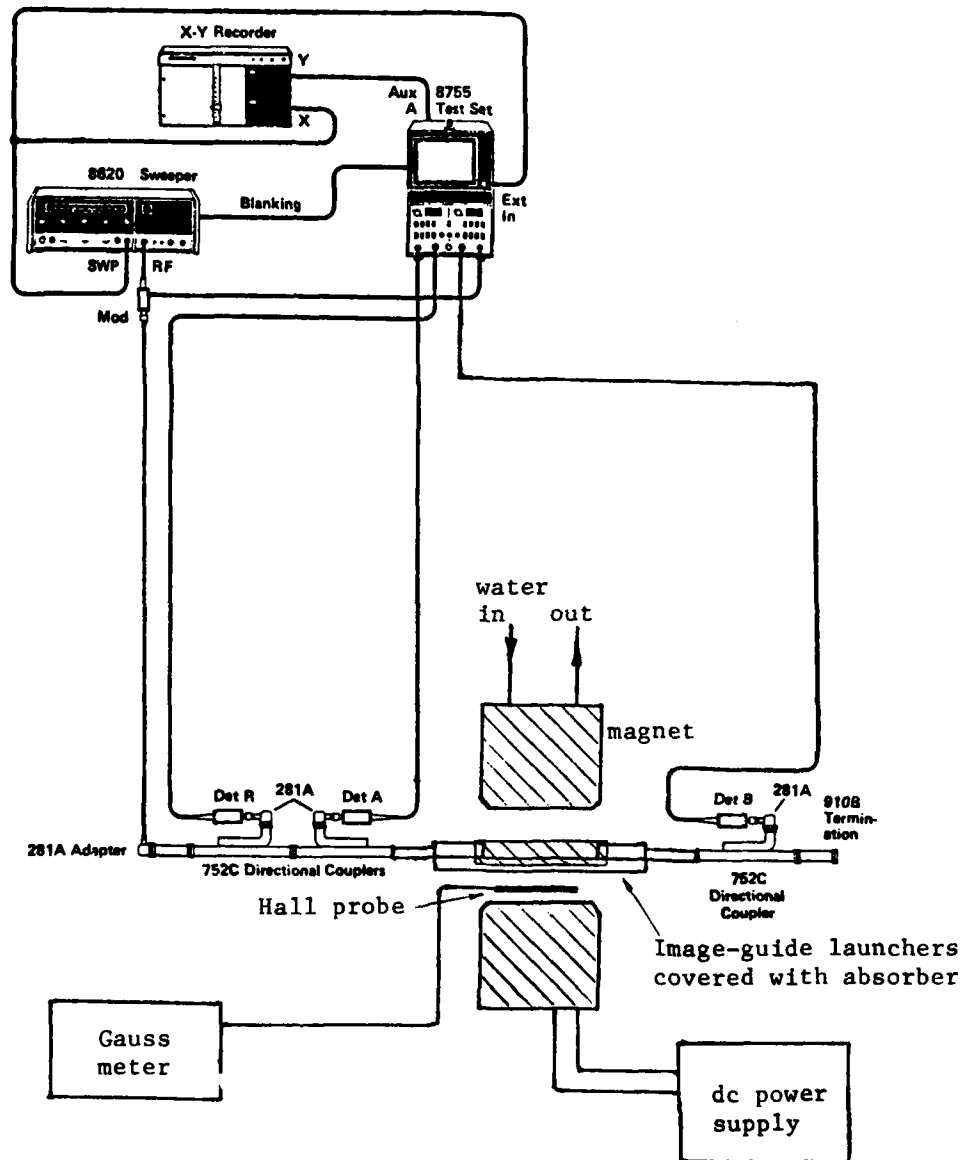 X-Y Recorder
Y
X
Aux
A
8755
Test Set
8620 Sweeper
Blanking
Ext
In
SWP
RF
Mod
water
in
out
magnet
Det R
281A
Det A
Det B
281A
910B
Termin-
ation
281A Adapter
752C Directional Couplers
752C
Directional
Coupler
Hall probe
Image-guide launchers
covered with absorber
Gauss
meter
dc power
supply